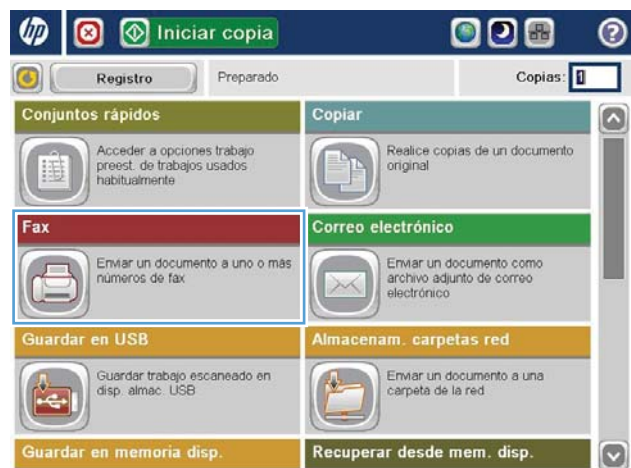 hp
Iniciar copia
?
Registro
Preparado
Copias: 1
Conjuntos rápidos
Acceder a opciones trabajo
preest. de trabajos usados
habitualmente
Copiar
Realice copias de un documento
original
Fax
Enviar un documento a uno o más
números de fax
Correo electrónico
Enviar un documento como
archivo adjunto de correo
electrónico
Guardar en USB
Guardar trabajo escaneado en
disp. almac. USB
Almacenam. carpetas red
Enviar un documento a una
carpeta de la red
Guardar en memoria disp.
Recuperar desde mem. disp.